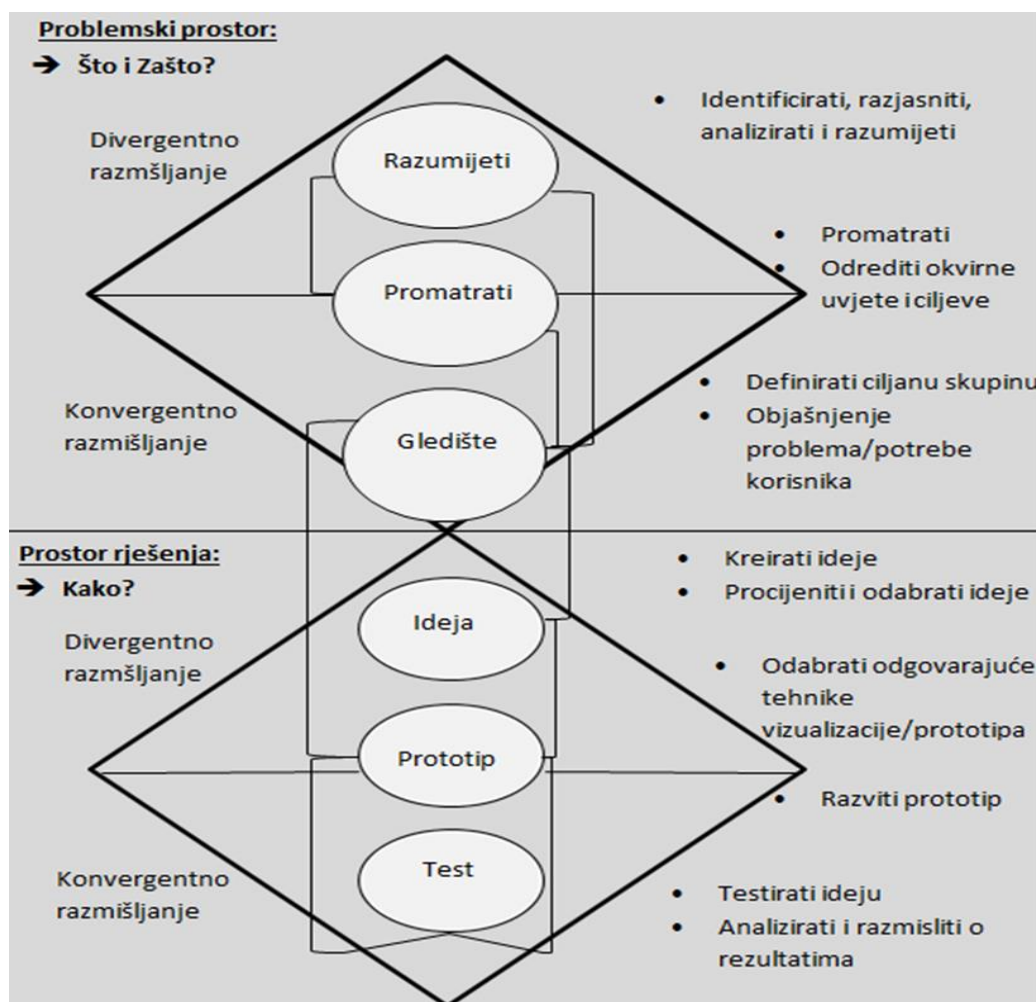 Problemski prostor:
➔ Što i Zašto?
Divergentno
razmšljanje
Razumijeti
• Identificirati, razjasniti,
analizirati i razumijeti
Promatrati
• Promatrati
• Odrediti okvirne
uvjete i ciljeve
Konvergentno
razmišljanje
Gledište
• Definirati ciljanu skupinu
• Objašnjenje
problema/potrebe
korisnika
Prostor rješenja:
➔ Kako?
Divergentno
razmšljanje
Ideja
• Kreirati ideje
• Procijeniti i odabrati ideje
Prototip
• Odabrati odgovarajuće
tehnike
vizualizacije/prototipa
• Razviti prototip
Konvergentno
razmišljanje
Test
• Testirati ideju
• Analizirati i razmisliti o
rezultatima